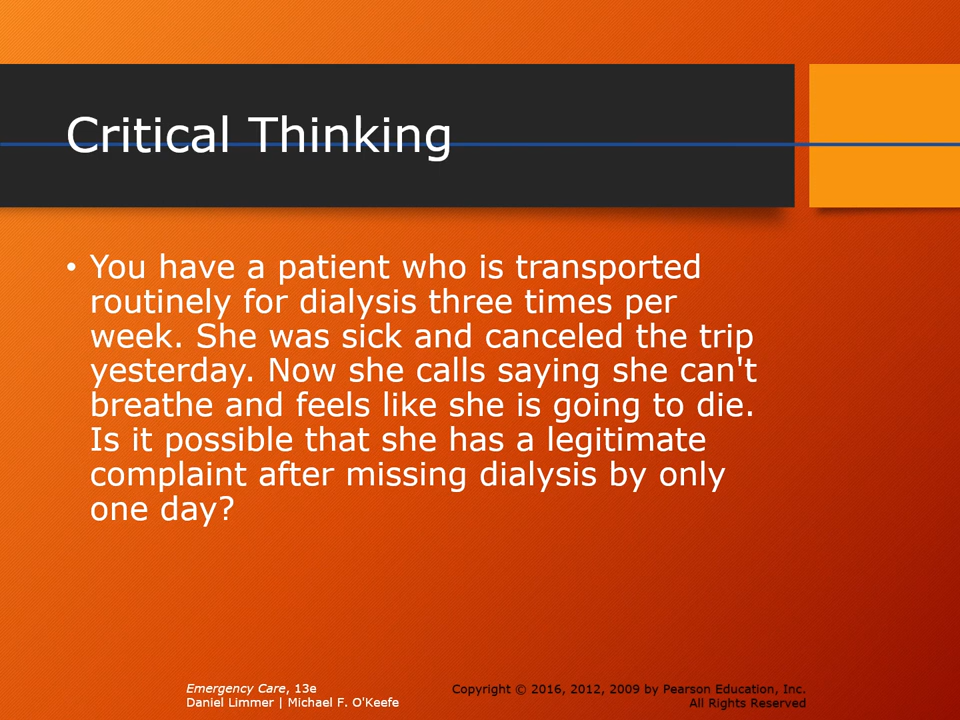 Critical Thinking
• You have a patient who is transported
routinely for dialysis three times per
week. She was sick and canceled the trip
yesterday. Now she calls saying she can't
breathe and feels like she is going to die.
Is it possible that she has a legitimate
complaint after missing dialysis by only
one day?
Emergency Care, 13e
Daniel Limmer | Michael F. O'Keefe
Copyright © 2016, 2012, 2009 by Pearson Education, Inc.
All Rights Reserved